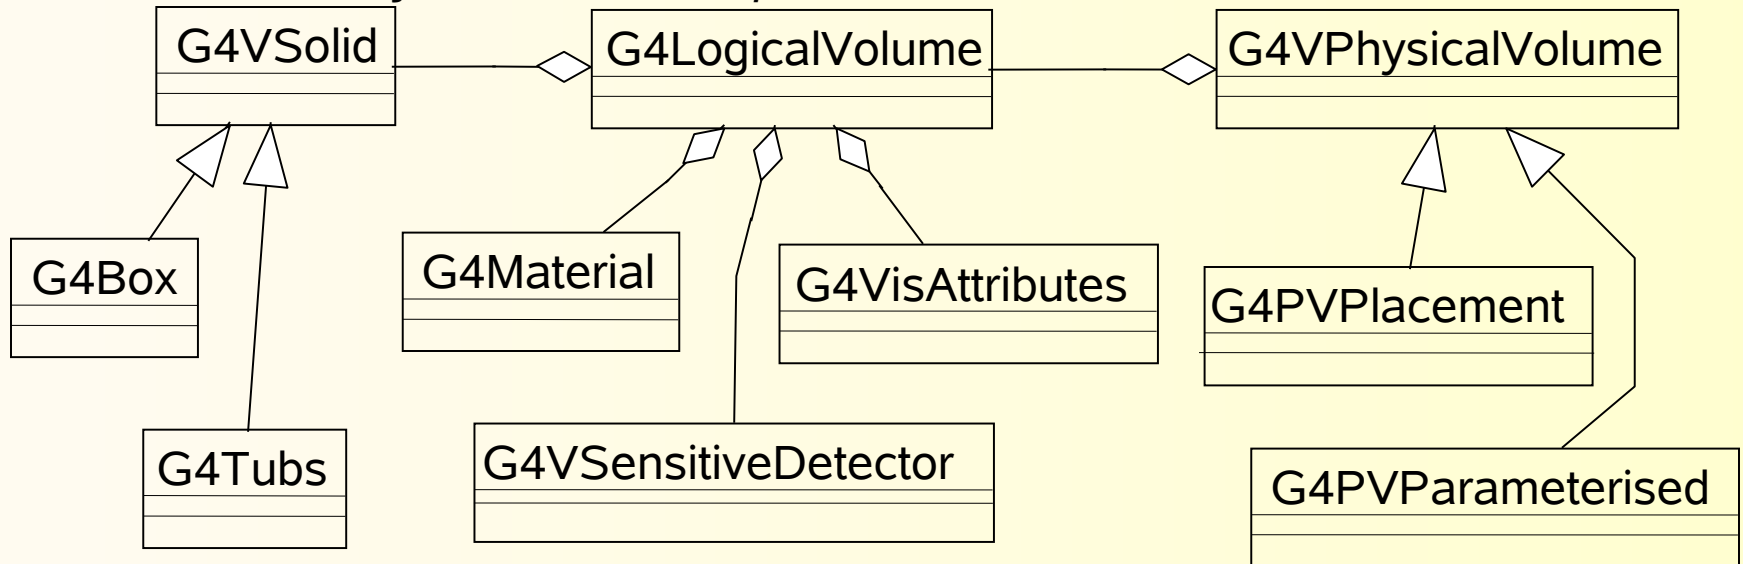 G4VSolid
G4LogicalVolume
G4VPhysicalVolume
G4Box
G4Material
G4VisAttributes
G4PVPlacement
G4Tubs
G4VSensitiveDetector
G4PVParameterised